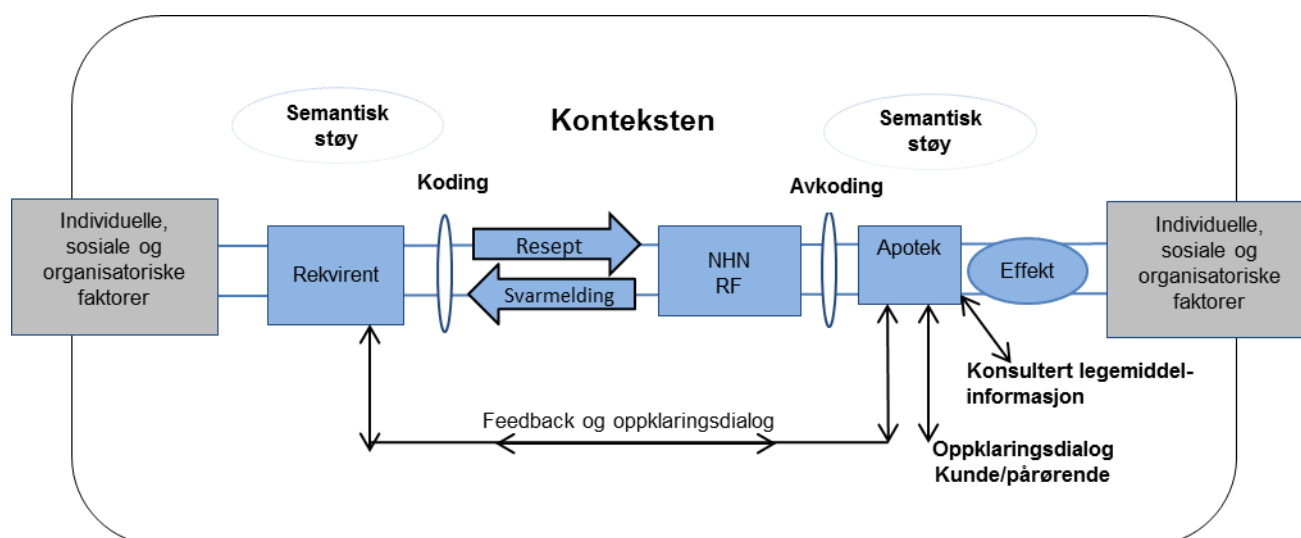 Semantisk
støy
Konteksten
Semantisk
støy
Koding
Avkoding
Individuelle,
sosiale og
organisatoriske
faktorer
Rekvirent
Resept
Svarmelding
NHN
RF
Apotek
Effekt
Individuelle,
sosiale og
organisatoriske
faktorer
Konsultert legemiddel-
informasjon
Feedback og oppklaringsdialog
Oppklaringsdialog
Kunde/pårørende